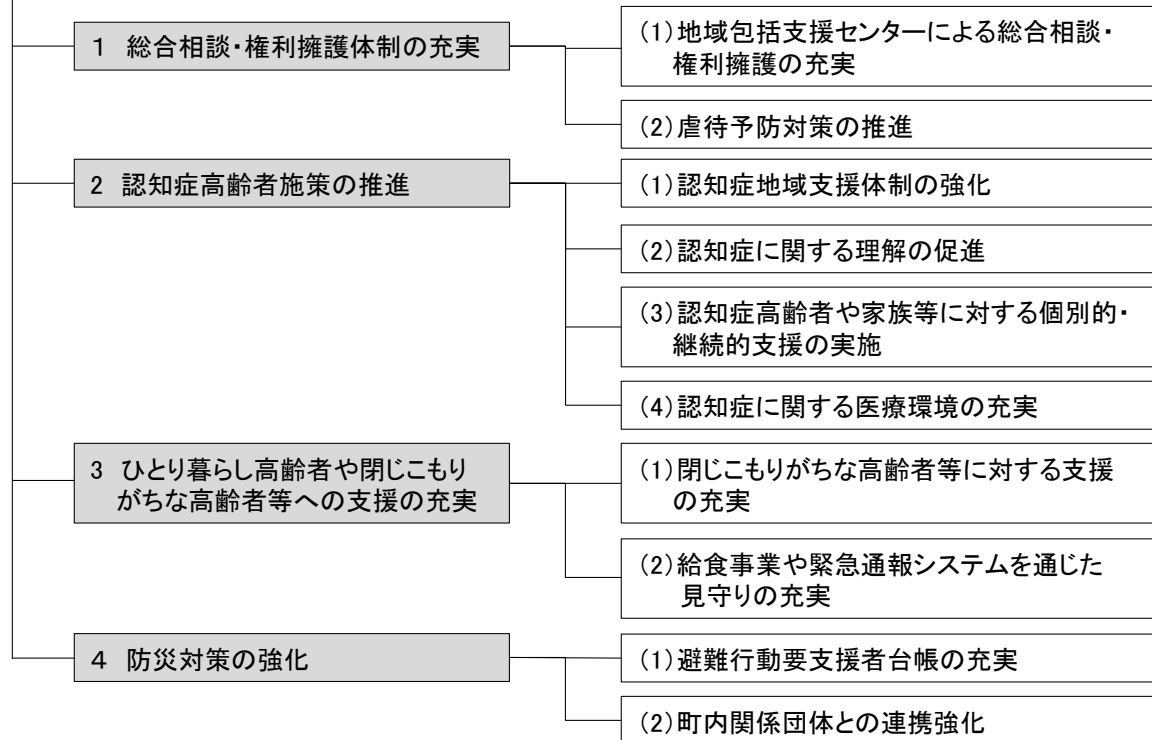 1 総合相談・権利擁護体制の充実
(1)地域包括支援センターによる総合相談・
権利擁護の充実
(2)虐待予防対策の推進
2 認知症高齢者施策の推進
(1)認知症地域支援体制の強化
(2)認知症に関する理解の促進
(3)認知症高齢者や家族等に対する個別的・
継続的支援の実施
(4)認知症に関する医療環境の充実
3 ひとり暮らし高齢者や閉じこもり
がちな高齢者等への支援の充実
(1)閉じこもりがちな高齢者等に対する支援
の充実
(2)給食事業や緊急通報システムを通じた
見守りの充実
4 防災対策の強化
(1)避難行動要支援者台帳の充実
(2)町内関係団体との連携強化